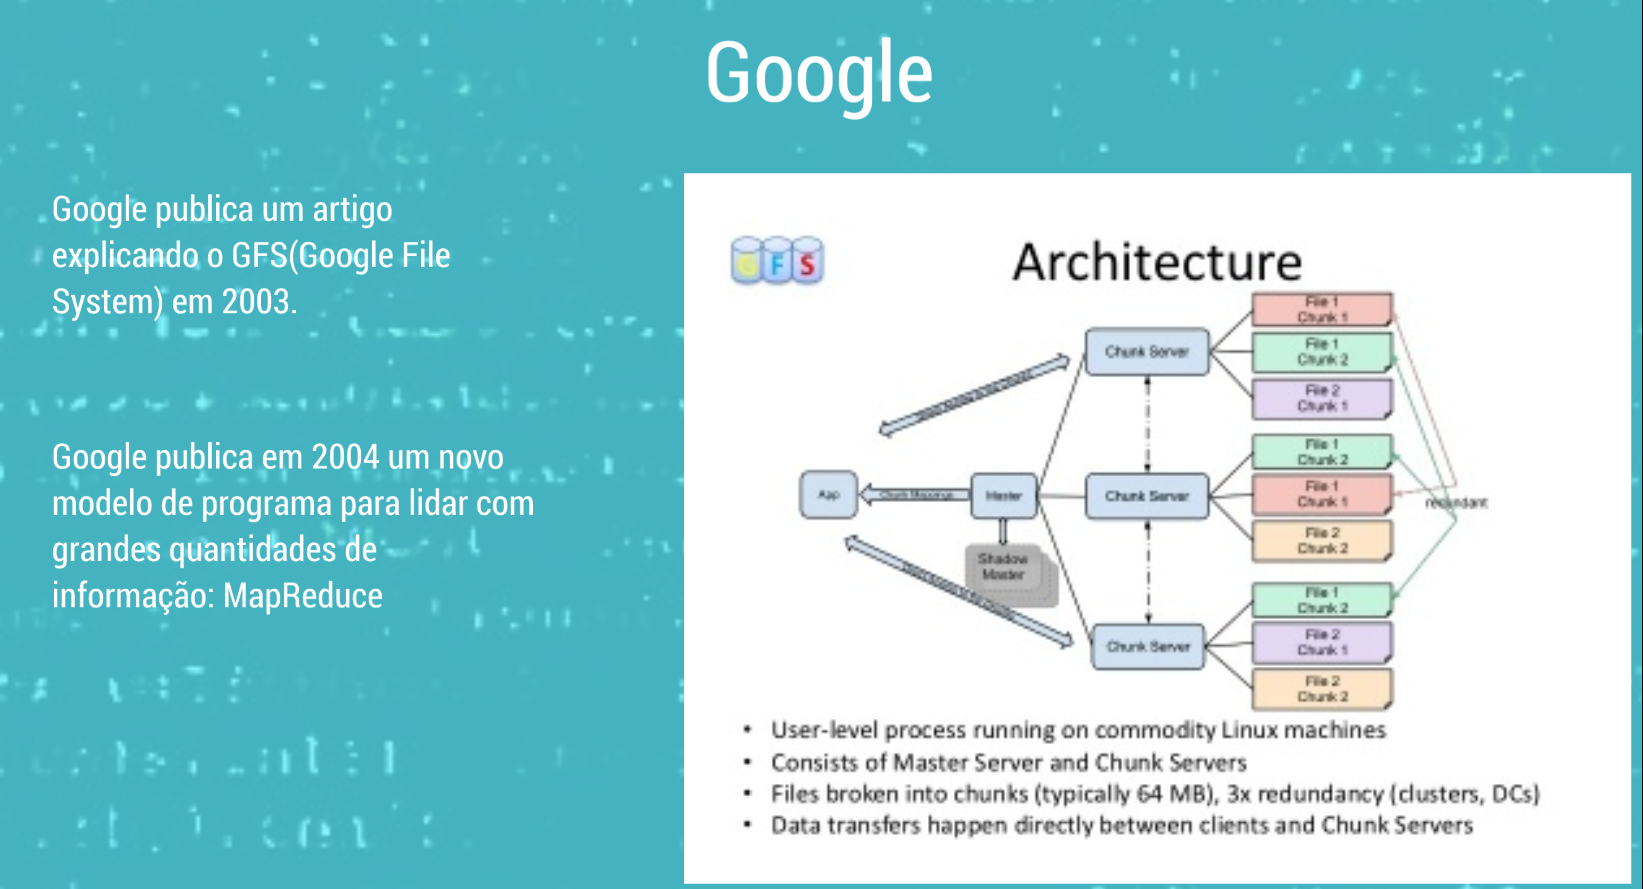 Google
Google publica um artigo
explicando o GFS(Google File
System) em 2003.
Google publica em 2004 um novo
modelo de programa para lidar com
grandes quantidades de
informação: MapReduce
GFS
Architecture
File 1
Chunk 1
Chunk Server
File 1
Chunk 2
File 2
Chunk 1
File 1
Chunk 2
App
Chunk Mappings
Master
Chunk Server
File 1
Chunk 1
redundant
File 2
Chunk 2
Shadow
Master
File 1
Chunk 2
Chunk Server
File 2
Chunk 1
File 2
Chunk 2
• User-level process running on commodity Linux machines
• Consists of Master Server and Chunk Servers
• Files broken into chunks (typically 64 MB), 3x redundancy (clusters, DCs)
• Data transfers happen directly between clients and Chunk Servers